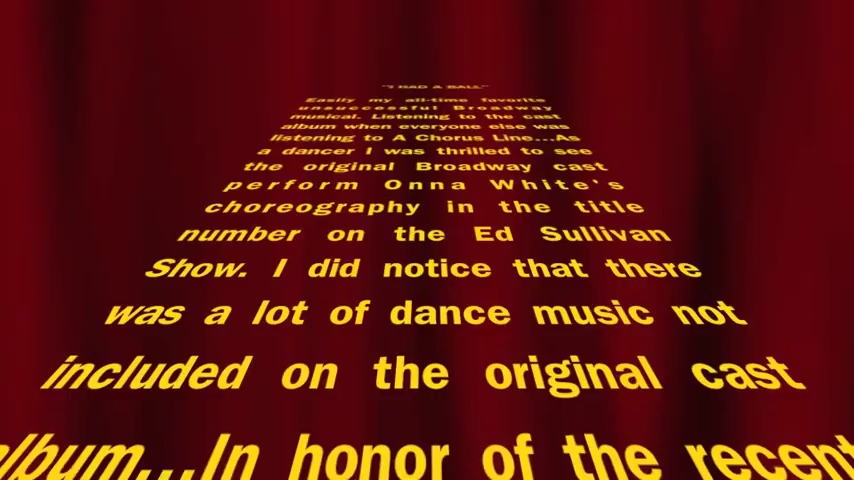 "I HAD A BALL"
Easily my all-time favorite
unsuccessful Broadway
musical. Listening to the cast
album when everyone else was
listening to A Chorus Line...As
a dancer I was thrilled to see
the original Broadway cast
perform Onna White's
choreography in the title
number on the Ed Sullivan
Show. I did notice that there
was a lot of dance music not
included on the original cast
album...In honor of the recent